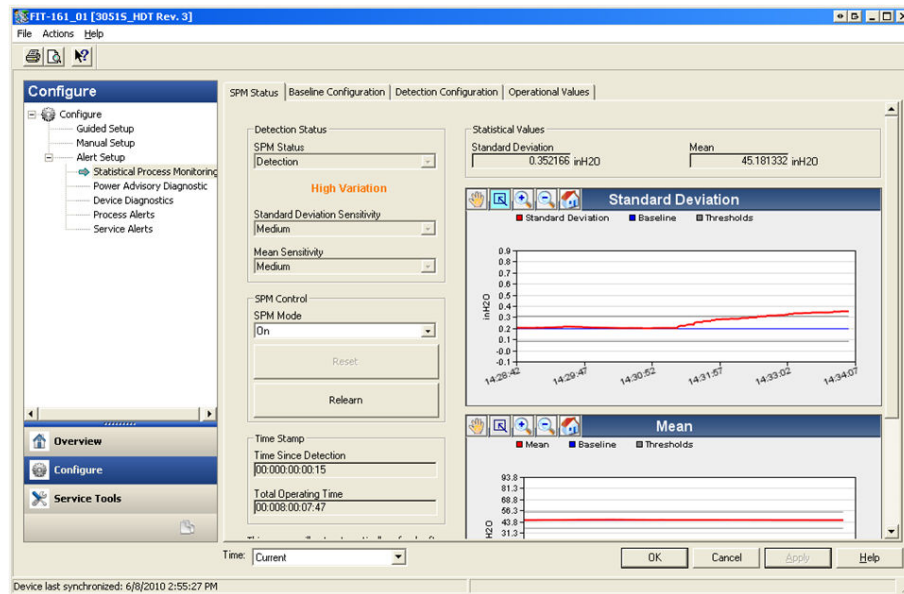 FIT-161_01 [3051S_HDT Rev. 3]
File Actions Help
Configure
Configure
Guided Setup
Manual Setup
Alert Setup
Statistical Process Monitoring
Power Advisory Diagnostic
Device Diagnostics
Process Alerts
Service Alerts
Overview
Configure
Service Tools
SPM Status Baseline Configuration Detection Configuration Operational Values
Detection Status
SPM Status
Detection
High Variation
Standard Deviation Sensitivity
Medium
Mean Sensitivity
Medium
SPM Control
SPM Mode
On
Reset
Relearn
Time Stamp
Time Since Detection
00:000:00:00:15
Total Operating Time
00:008:00:07:47
Statistical Values
Standard Deviation
0.352166 inH2O
Mean
45.181332 inH2O
Standard Deviation
Standard Deviation Baseline Thresholds
inH2O
0.9
0.8
0.7
0.6
0.5
0.4
0.3
0.2
0.1
-0.0
-0.1
14:28:42 14:29:47 14:30:52 14:31:57 14:33:02 14:34:07
Mean
Mean Baseline Thresholds
H2O
93.8
81.3
68.8
56.3
43.8
31.3
Time: Current
OK Cancel Apply Help
Device last synchronized: 6/8/2010 2:55:27 PM